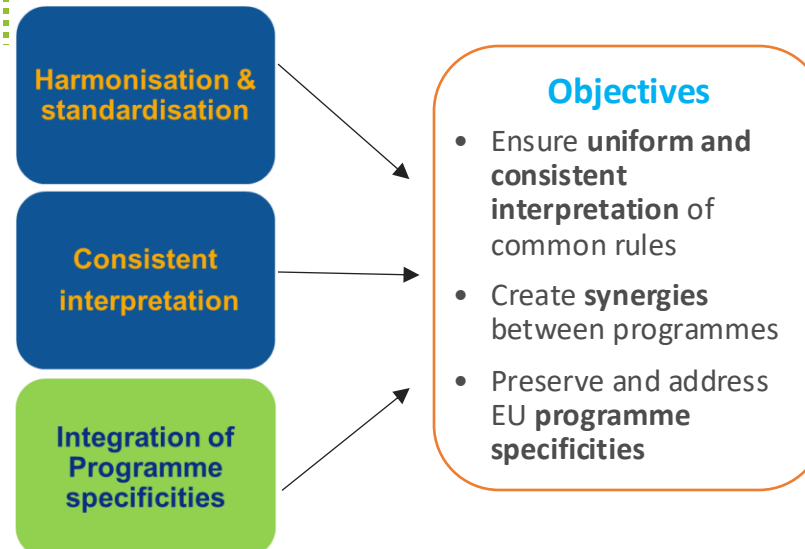 Harmonisation &
standardisation
Consistent
interpretation
Integration of
Programme
specificities
Objectives
• Ensure uniform and
consistent
interpretation of
common rules
• Create synergies
between programmes
• Preserve and address
EU programme
specificities